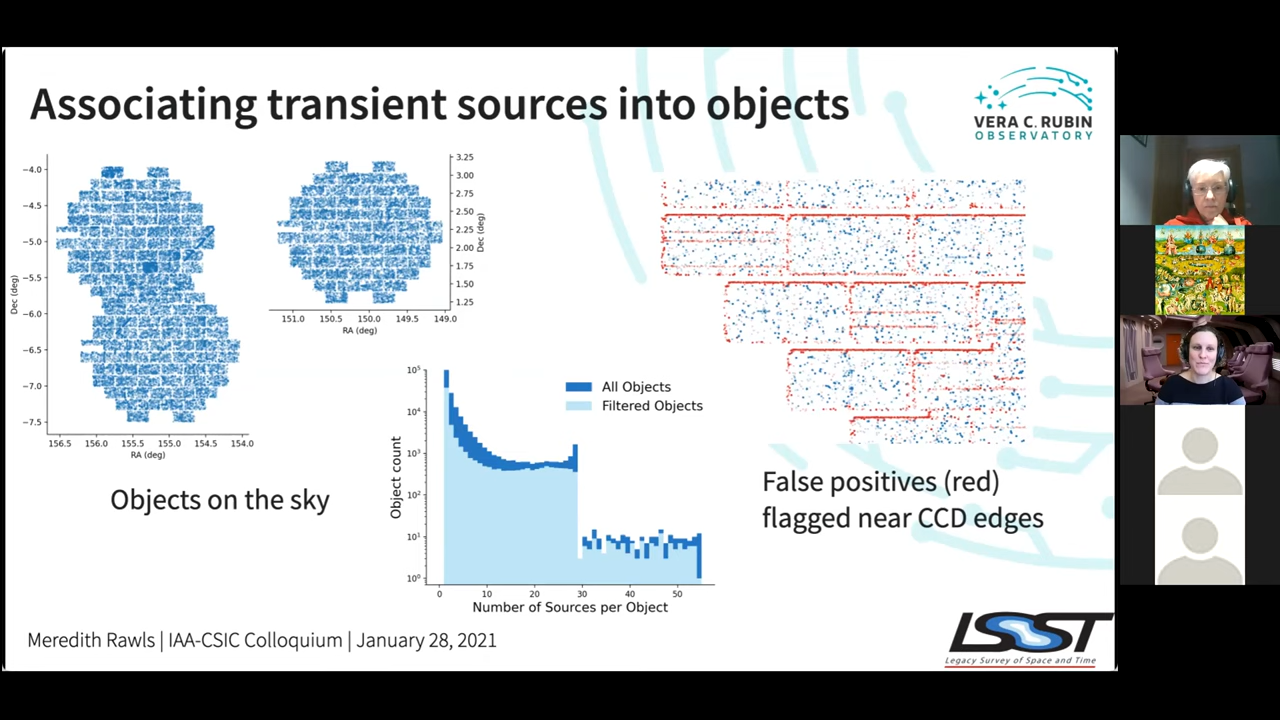 Associating transient sources into objects
VERA C. RUBIN
OBSERVATORY
−4.0
−4.5
−5.0
−5.5
−6.0
−6.5
−7.0
−7.5
Dec (deg)
156.5 156.0 155.5 155.0 154.5 154.0
RA (deg)
3.25
3.00
2.75
2.50
2.25
2.00
1.75
1.50
1.25
Dec (deg)
151.0 150.5 150.0 149.5 149.0
RA (deg)
Objects on the sky
10⁵
10⁴
10³
10²
10¹
10⁰
Object count
All Objects
Filtered Objects
0 10 20 30 40 50
Number of Sources per Object
False positives (red)
flagged near CCD edges
Meredith Rawls | IAA-CSIC Colloquium | January 28, 2021
LSST
Legacy Survey of Space and Time